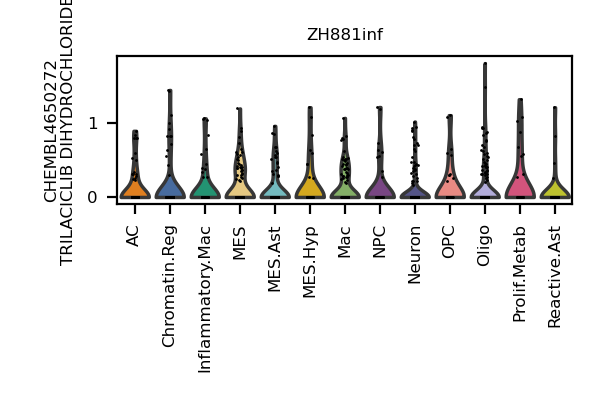 ZH881inf
CHEMBL4650272
TRILACICLIB DIHYDROCHLORIDE
1
0
AC
Chromatin.Reg
Inflammatory.Mac
MES
MES.Ast
MES.Hyp
Mac
NPC
Neuron
OPC
Oligo
Prolif.Metab
Reactive.Ast